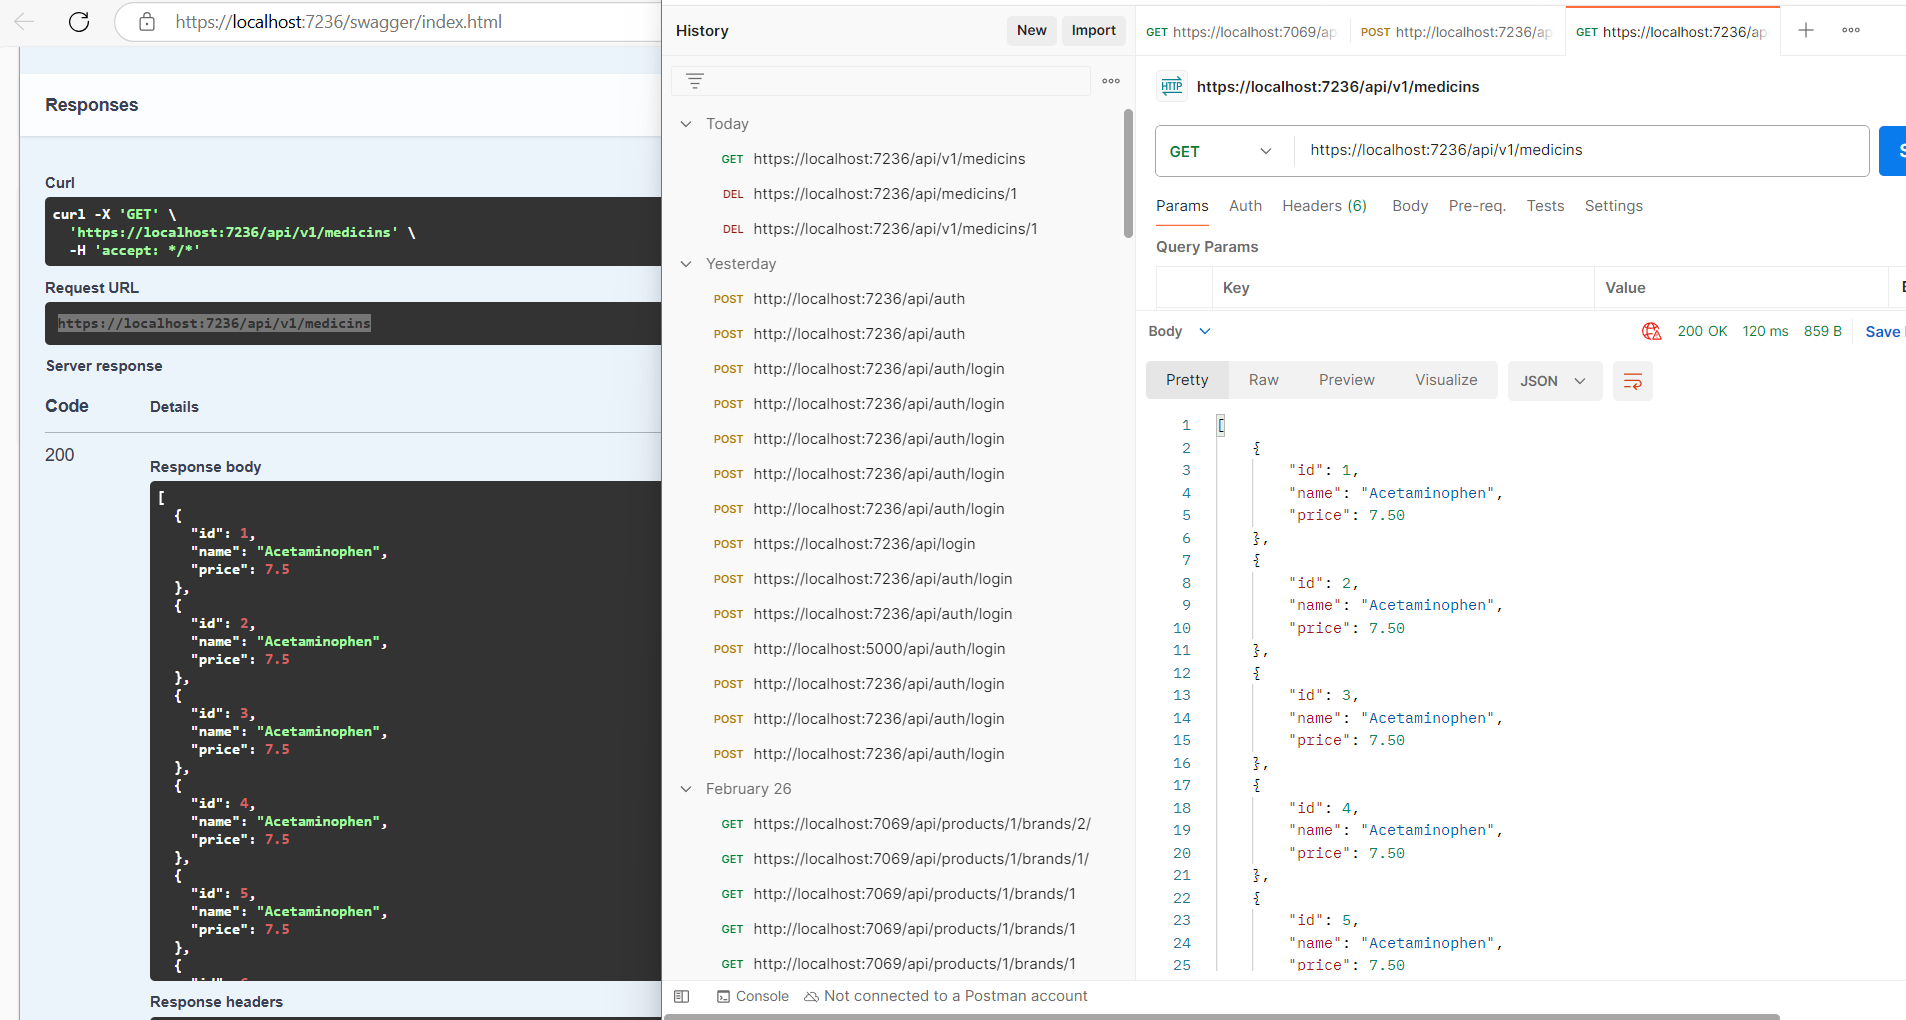 https://localhost:7236/swagger/index.html
Responses
Curl
curl -X 'GET' \
'https://localhost:7236/api/v1/medicins' \
-H 'accept: */*'
Request URL
https://localhost:7236/api/v1/medicins
Server response
Code Details
200
Response body
[
{
"id": 1,
"name": "Acetaminophen",
"price": 7.5
},
{
"id": 2,
"name": "Acetaminophen",
"price": 7.5
},
{
"id": 3,
"name": "Acetaminophen",
"price": 7.5
},
{
"id": 4,
"name": "Acetaminophen",
"price": 7.5
},
{
"id": 5,
"name": "Acetaminophen",
"price": 7.5
},
{
Response headers
History New Import
Today
GET https://localhost:7236/api/v1/medicins
DEL https://localhost:7236/api/medicins/1
DEL https://localhost:7236/api/v1/medicins/1
Yesterday
POST http://localhost:7236/api/auth
POST http://localhost:7236/api/auth
POST http://localhost:7236/api/auth/login
POST http://localhost:7236/api/auth/login
POST http://localhost:7236/api/auth/login
POST http://localhost:7236/api/auth/login
POST http://localhost:7236/api/auth/login
POST https://localhost:7236/api/login
POST https://localhost:7236/api/auth/login
POST https://localhost:7236/api/auth/login
POST http://localhost:5000/api/auth/login
POST http://localhost:7236/api/auth/login
POST http://localhost:7236/api/auth/login
POST http://localhost:7236/api/auth/login
February 26
GET https://localhost:7069/api/products/1/brands/2/
GET https://localhost:7069/api/products/1/brands/1/
GET http://localhost:7069/api/products/1/brands/1
GET http://localhost:7069/api/products/1/brands/1
GET http://localhost:7069/api/products/1/brands/1
Console Not connected to a Postman account
GET https://localhost:7069/ap POST http://localhost:7236/ap GET https://localhost:7236/ap
HTTP https://localhost:7236/api/v1/medicins
GET https://localhost:7236/api/v1/medicins
Params Auth Headers (6) Body Pre-req. Tests Settings
Query Params
Key Value
Body 200 OK 120 ms 859 B Save
Pretty Raw Preview Visualize JSON
1 [
2 {
3 "id": 1,
4 "name": "Acetaminophen",
5 "price": 7.50
6 },
7 {
8 "id": 2,
9 "name": "Acetaminophen",
10 "price": 7.50
11 },
12 {
13 "id": 3,
14 "name": "Acetaminophen",
15 "price": 7.50
16 },
17 {
18 "id": 4,
19 "name": "Acetaminophen",
20 "price": 7.50
21 },
22 {
23 "id": 5,
24 "name": "Acetaminophen",
25 "price": 7.50